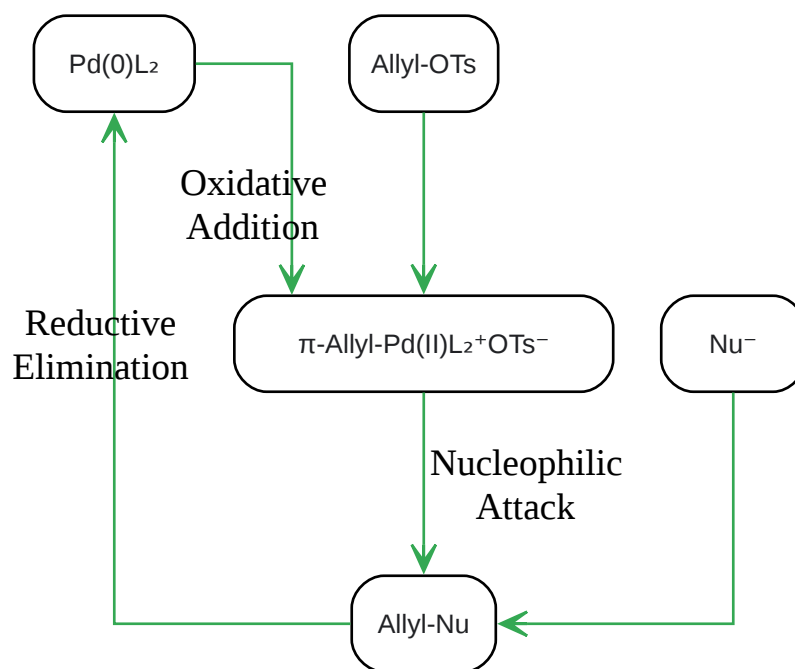 Pd(0)L₂
Allyl-OTs
Oxidative
Addition
Reductive
Elimination
π-Allyl-Pd(II)L₂⁺OTs⁻
Nu⁻
Nucleophilic
Attack
Allyl-Nu